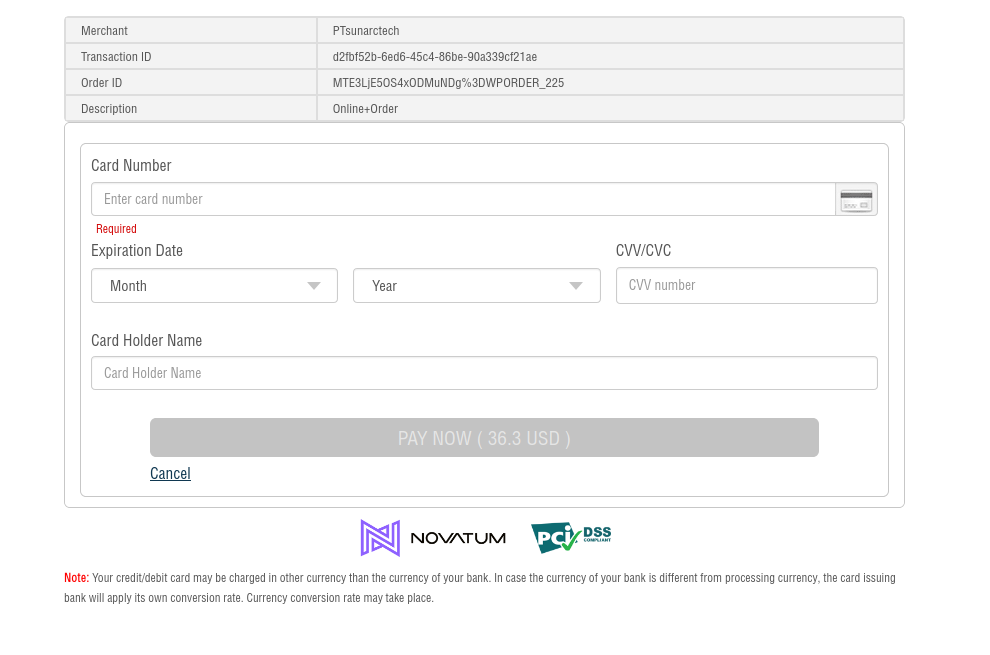 Merchant PTsunarctech
Transaction ID d2fbf52b-6ed6-45c4-86be-90a339cf21ae
Order ID MTE3LjE5OS4xODMuNDg%3DWPORDER_225
Description Online+Order
Card Number
Enter card number
Required
Expiration Date CVV/CVC
Month Year CVV number
Card Holder Name
Card Holder Name
PAY NOW ( 36.3 USD )
Cancel
NOVATUM PCi DSS COMPLIANT
Note: Your credit/debit card may be charged in other currency than the currency of your bank. In case the currency of your bank is different from processing currency, the card issuing
bank will apply its own conversion rate. Currency conversion rate may take place.